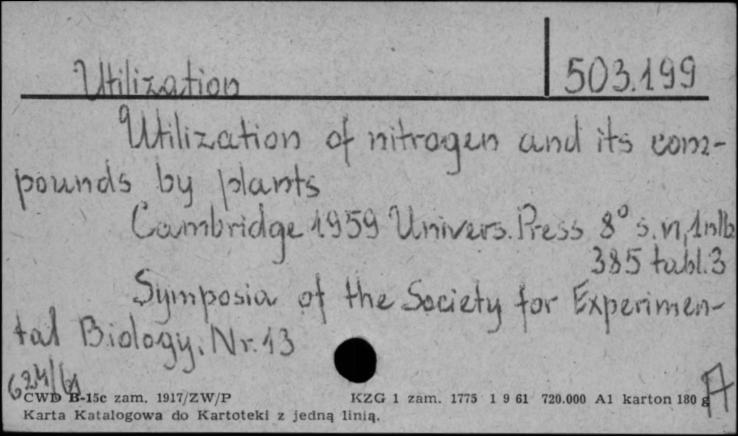 Utilization 503.199
Utilization of nitrogen and its com-
pounds by plants
Cambridge 1959 Univers. Press 8° s. VI, 1nlb
385 tabl. 3
Symposia of the Society for Experimen-
tal Biology, Nr. 13
A
CWD B-15c zam. 1917/ZW/P KZG 1 zam. 1775 1 9 61 720.000 A1 karton 180 g
Karta Katalogowa do Kartoteki z jedną linią.